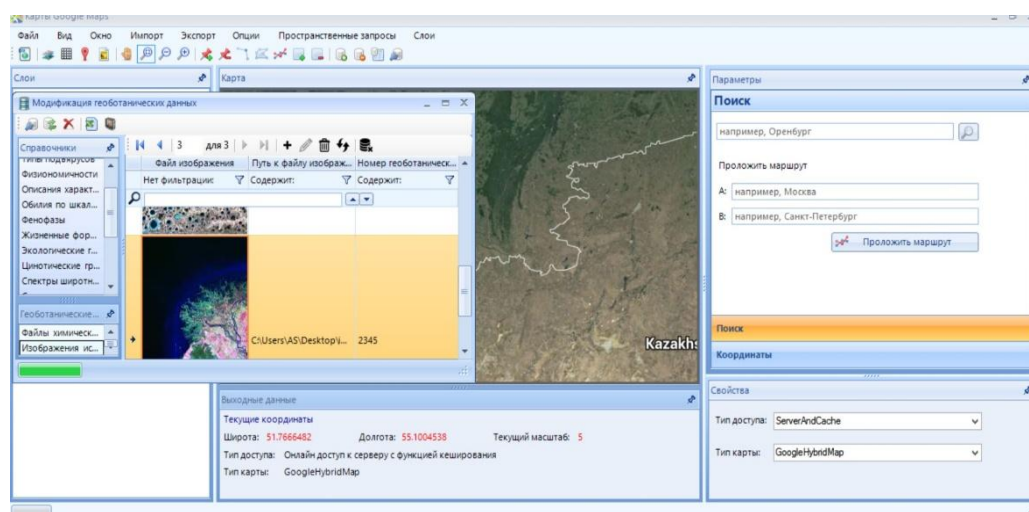 Карты Google Maps
Файл Вид Окно Импорт Экспорт Опции Пространственные запросы Слои
Слои
Карта
Параметры
Модификация геоботанических данных
Поиск
например, Оренбург
Справочники
3 для 3
Типы подъярусов
Файл изображения Путь к файлу изображ... Номер геоботаническ...
Проложить маршрут
Физиономичности
Нет фильтрации: Содержит: Содержит:
Описания характ...
A: например, Москва
Обилия по шкал...
Фенофазы
B: например, Санкт-Петербург
Жизненные фор...
Проложить маршрут
Экологические г...
Цинотические гр...
Спектры широтн...
Геоботанические...
Файлы химическ...
Изображения ис...
C:\Users\AS\Desktop\i... 2345
Kazakhs
Поиск
Координаты
Выходные данные
Свойства
Текущие координаты
Широта: 51.7666482 Долгота: 55.1004538 Текущий масштаб: 5
Тип доступа: Онлайн доступ к серверу с функцией кеширования
Тип карты: GoogleHybridMap
Тип доступа: ServerAndCache
Тип карты: GoogleHybridMap